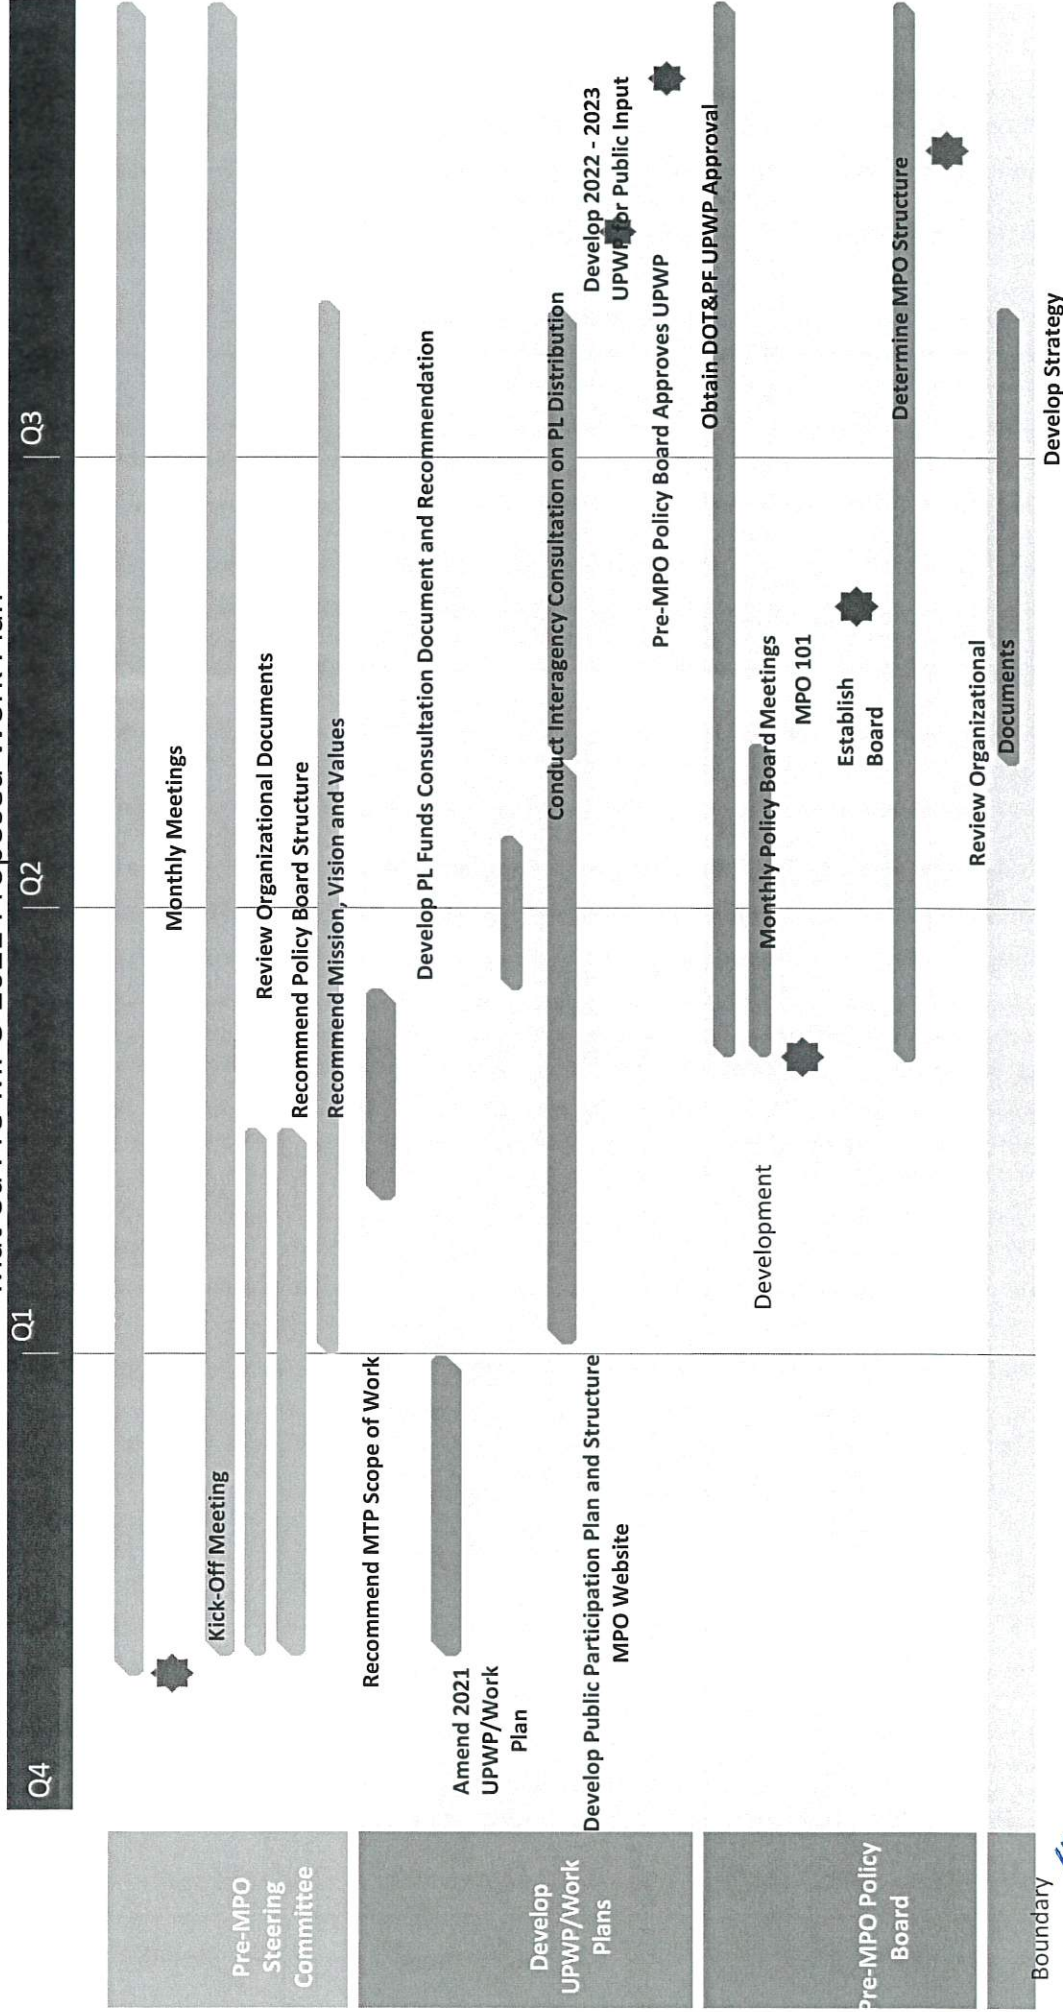 Q4
Q1
Q2
Q3
Pre-MPO
Steering
Committee
Monthly Meetings
Kick-Off Meeting
Review Organizational Documents
Recommend Policy Board Structure
Recommend Mission, Vision and Values
Recommend MTP Scope of Work
Develop
UPWP/Work
Plans
Develop PL Funds Consultation Document and Recommendation
Amend 2021
UPWP/Work
Plan
Conduct Interagency Consultation on PL Distribution
Develop Public Participation Plan and Structure
MPO Website
Develop 2022 - 2023
UPWP for Public Input
Pre-MPO Policy Board Approves UPWP
Obtain DOT&PF UPWP Approval
Pre-MPO Policy
Board
Development
Monthly Policy Board Meetings
MPO 101
Establish
Board
Determine MPO Structure
Review Organizational
Documents
Boundary
Develop Strategy